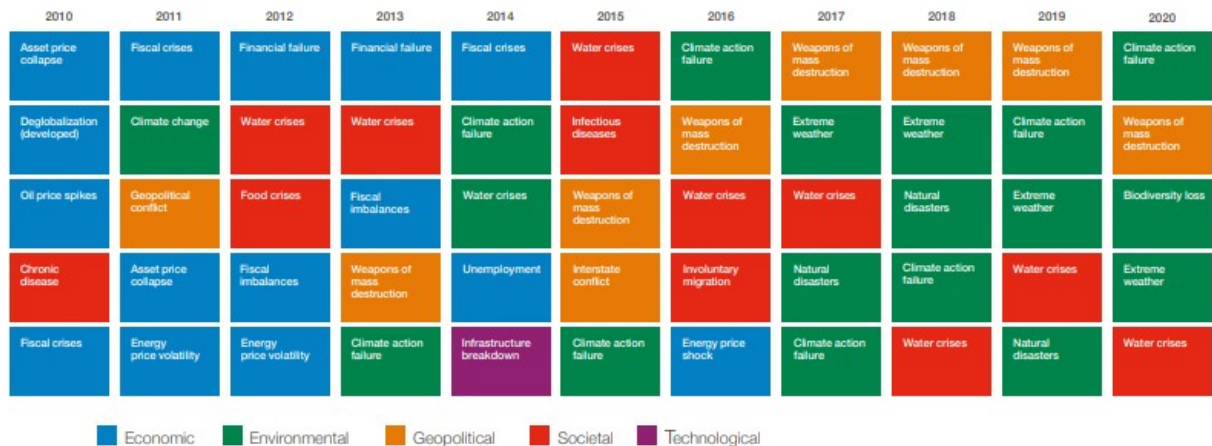 2010 2011 2012 2013 2014 2015 2016 2017 2018 2019 2020
Asset price
collapse
Fiscal crises
Financial failure
Financial failure
Fiscal crises
Water crises
Climate action
failure
Weapons of
mass
destruction
Weapons of
mass
destruction
Weapons of
mass
destruction
Climate action
failure
Deglobalization
(developed)
Climate change
Water crises
Water crises
Climate action
failure
Infectious
diseases
Weapons of
mass
destruction
Extreme
weather
Extreme
weather
Climate action
failure
Weapons of
mass
destruction
Oil price spikes
Geopolitical
conflict
Food crises
Fiscal
imbalances
Water crises
Weapons of
mass
destruction
Water crises
Water crises
Natural
disasters
Extreme
weather
Biodiversity loss
Chronic
disease
Asset price
collapse
Fiscal
imbalances
Weapons of
mass
destruction
Unemployment
Interstate
conflict
Involuntary
migration
Natural
disasters
Climate action
failure
Water crises
Extreme
weather
Fiscal crises
Energy
price volatility
Energy
price volatility
Climate action
failure
Infrastructure
breakdown
Climate action
failure
Energy price
shock
Climate action
failure
Water crises
Natural
disasters
Water crises
Economic Environmental Geopolitical Societal Technological